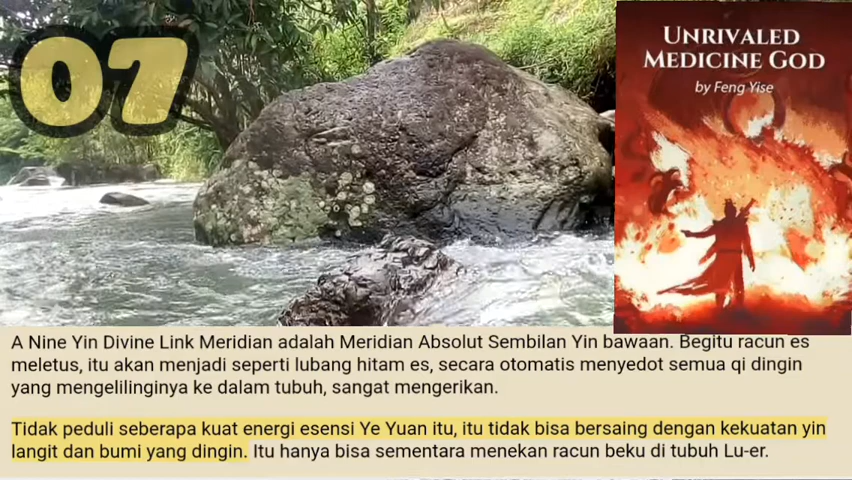 07
UNRIVALED
MEDICINE GOD
by Feng Yise
A Nine Yin Divine Link Meridian adalah Meridian Absolut Sembilan Yin bawaan. Begitu racun es
meletus, itu akan menjadi seperti lubang hitam es, secara otomatis menyedot semua qi dingin
yang mengelilinginya ke dalam tubuh, sangat mengerikan.
Tidak peduli seberapa kuat energi esensi Ye Yuan itu, itu tidak bisa bersaing dengan kekuatan yin
langit dan bumi yang dingin. Itu hanya bisa sementara menekan racun beku di tubuh Lu-er.